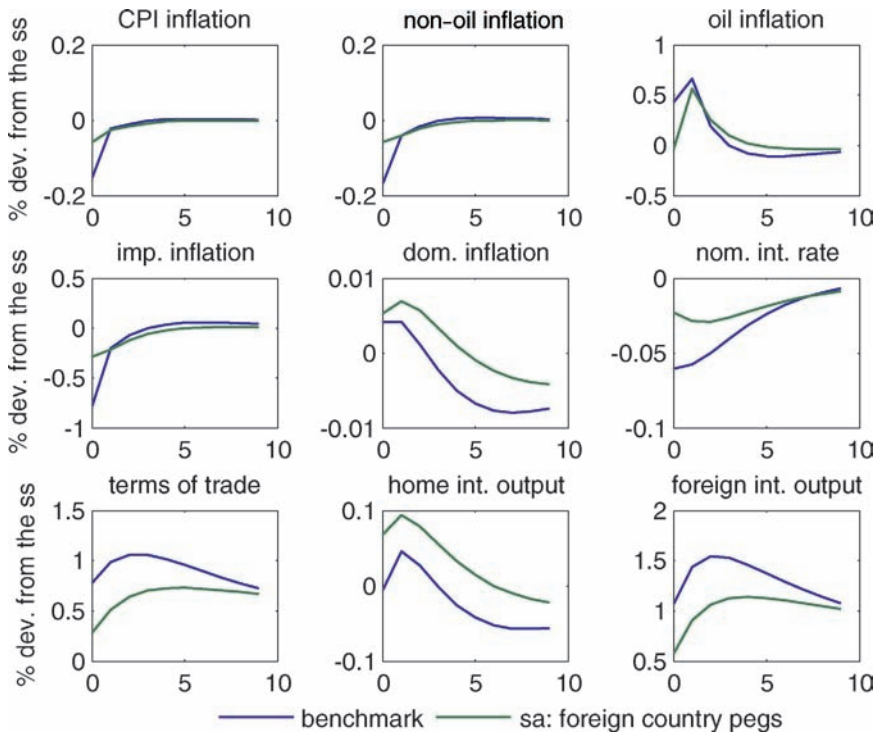 CPI inflation non-oil inflation oil inflation
% dev. from the ss
0.2 0.2 1
0.5
0 0
0
-0.2 -0.2 -0.5
0 5 10 0 5 10 0 5 10
imp. inflation dom. inflation nom. int. rate
% dev. from the ss
0.5 0.01 0
0
0 -0.05
-0.5
-1 -0.01 -0.1
0 5 10 0 5 10 0 5 10
terms of trade home int. output foreign int. output
% dev. from the ss
1.5 0.1 2
1 1.5
0
0.5 1
0 -0.1 0.5
0 5 10 0 5 10 0 5 10
benchmark sa: foreign country pegs